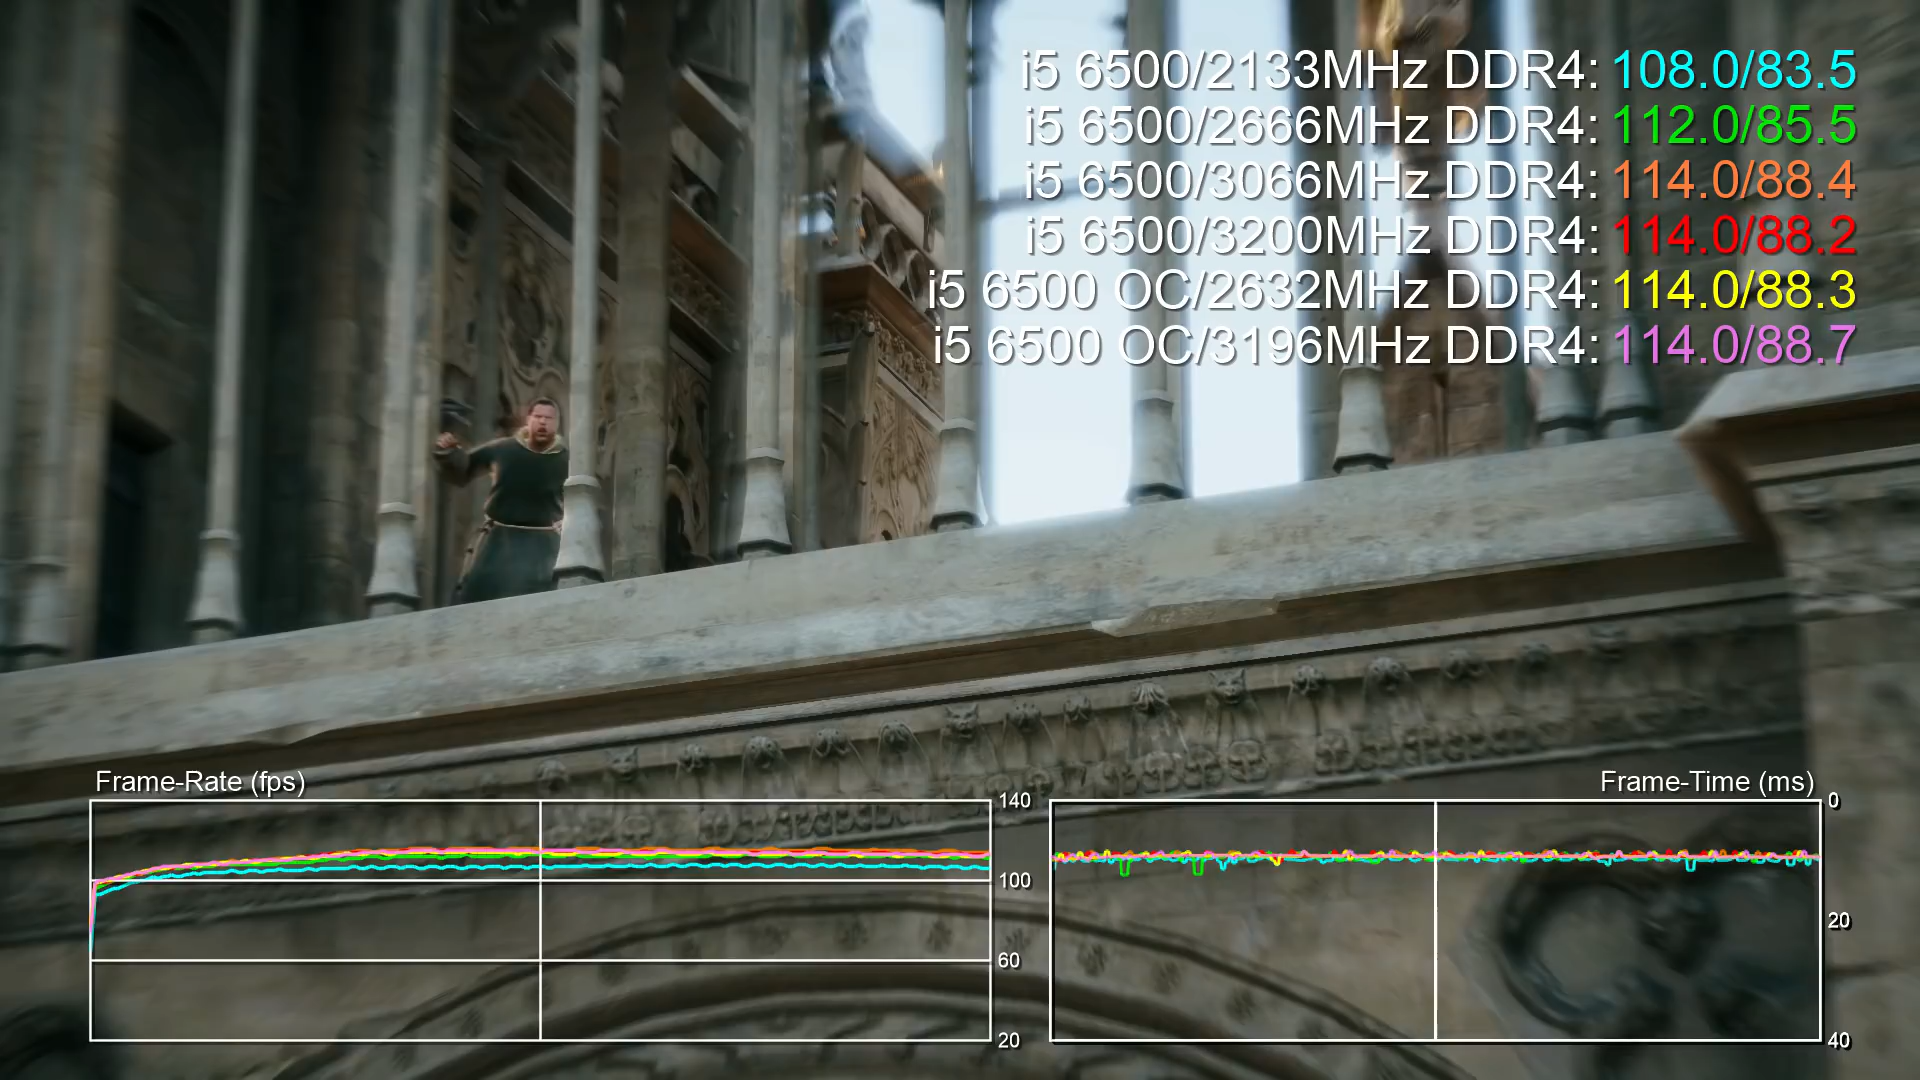 i5 6500/2133MHz DDR4: 108.0/83.5
i5 6500/2666MHz DDR4: 112.0/85.5
i5 6500/3066MHz DDR4: 114.0/88.4
i5 6500/3200MHz DDR4: 114.0/88.2
i5 6500 OC/2632MHz DDR4: 114.0/88.3
i5 6500 OC/3196MHz DDR4: 114.0/88.7
Frame-Rate (fps)
140
100
60
20
Frame-Time (ms)
0
20
40